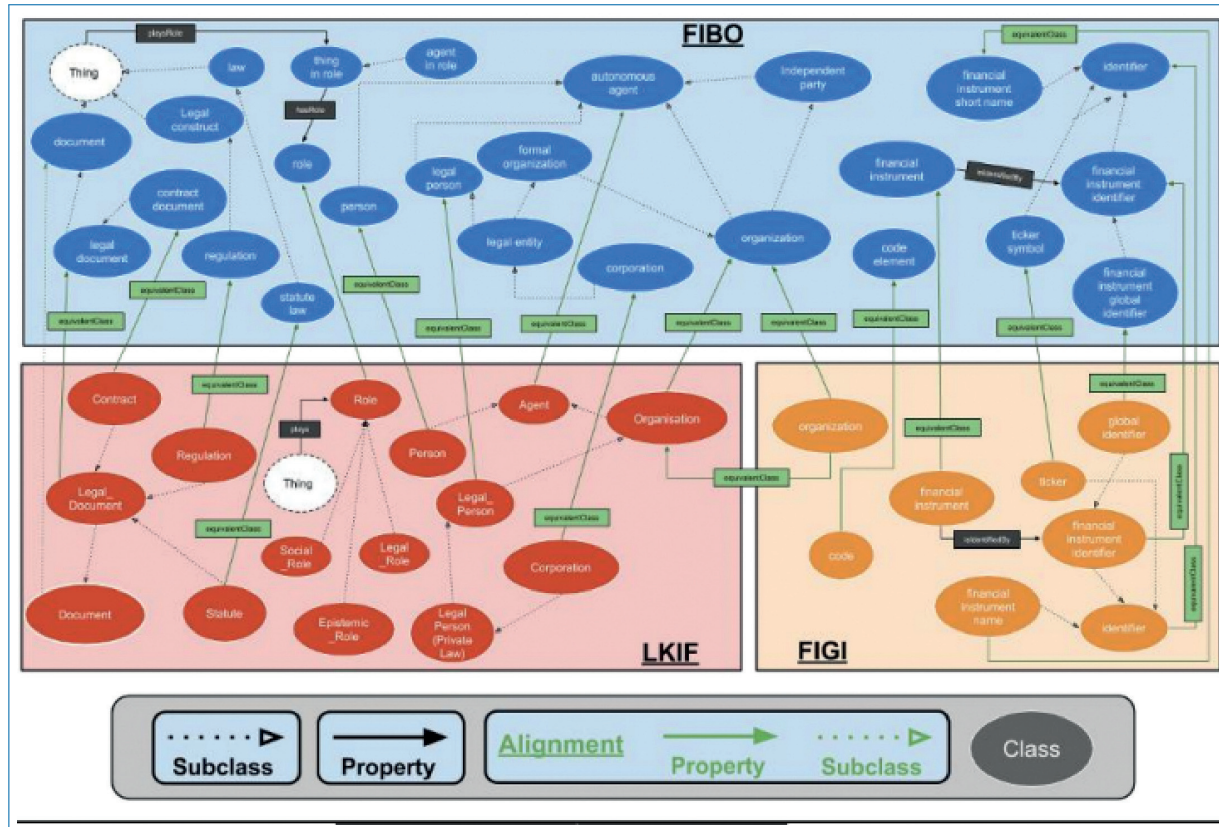 FIBO
playsRole
equivalentClass
Thing
law
thing
in role
agent
in role
autonomous
agent
Independent
party
financial
instrument
short name
identifier
hasRole
document
Legal
construct
role
formal
organization
legal
person
financial
instrument
financial
instrument
identifier
contract
document
person
legal
document
regulation
legal entity
organization
ticker
symbol
code
element
corporation
statute
law
financial
instrument
global
identifier
equivalentClass
equivalentClass
equivalentClass
equivalentClass
equivalentClass
equivalentClass
equivalentClass
equivalentClass
equivalentClass
Contract
equivalentClass
Role
Agent
Organisation
organization
equivalentClass
global
identifier
plays
equivalentClass
Regulation
Person
Thing
Legal_
Document
Legal_
Person
equivalentClass
financial
instrument
ticker
equivalentClass
equivalentClass
equivalentClass
financial
instrument
identifier
isIdentifiedBy
Social
_Role
Legal
_Role
Corporation
code
equivalentClass
Document
Statute
Epistemic
_Role
Legal
Person
(Private
Law)
financial
Instrument
name
identifier
LKIF
FIGI
Subclass
Property
Alignment
Property
Subclass
Class